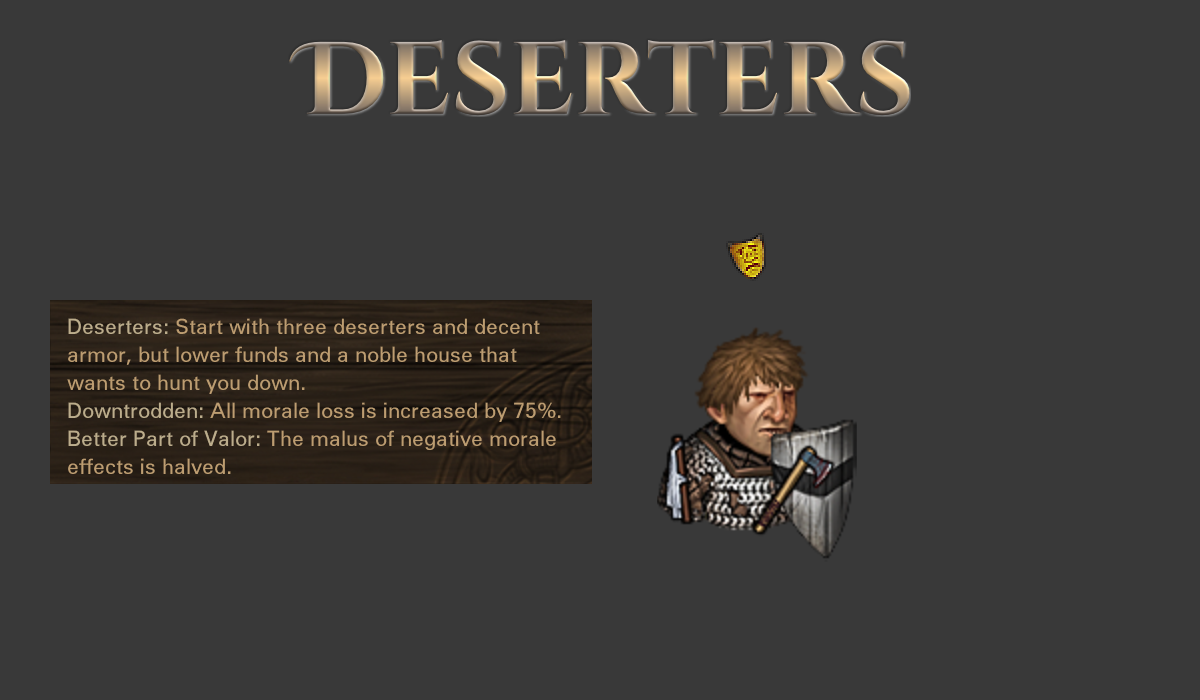 DESERTERS
Deserters: Start with three deserters and decent
armor, but lower funds and a noble house that
wants to hunt you down.
Downtrodden: All morale loss is increased by 75%.
Better Part of Valor: The malus of negative morale
effects is halved.